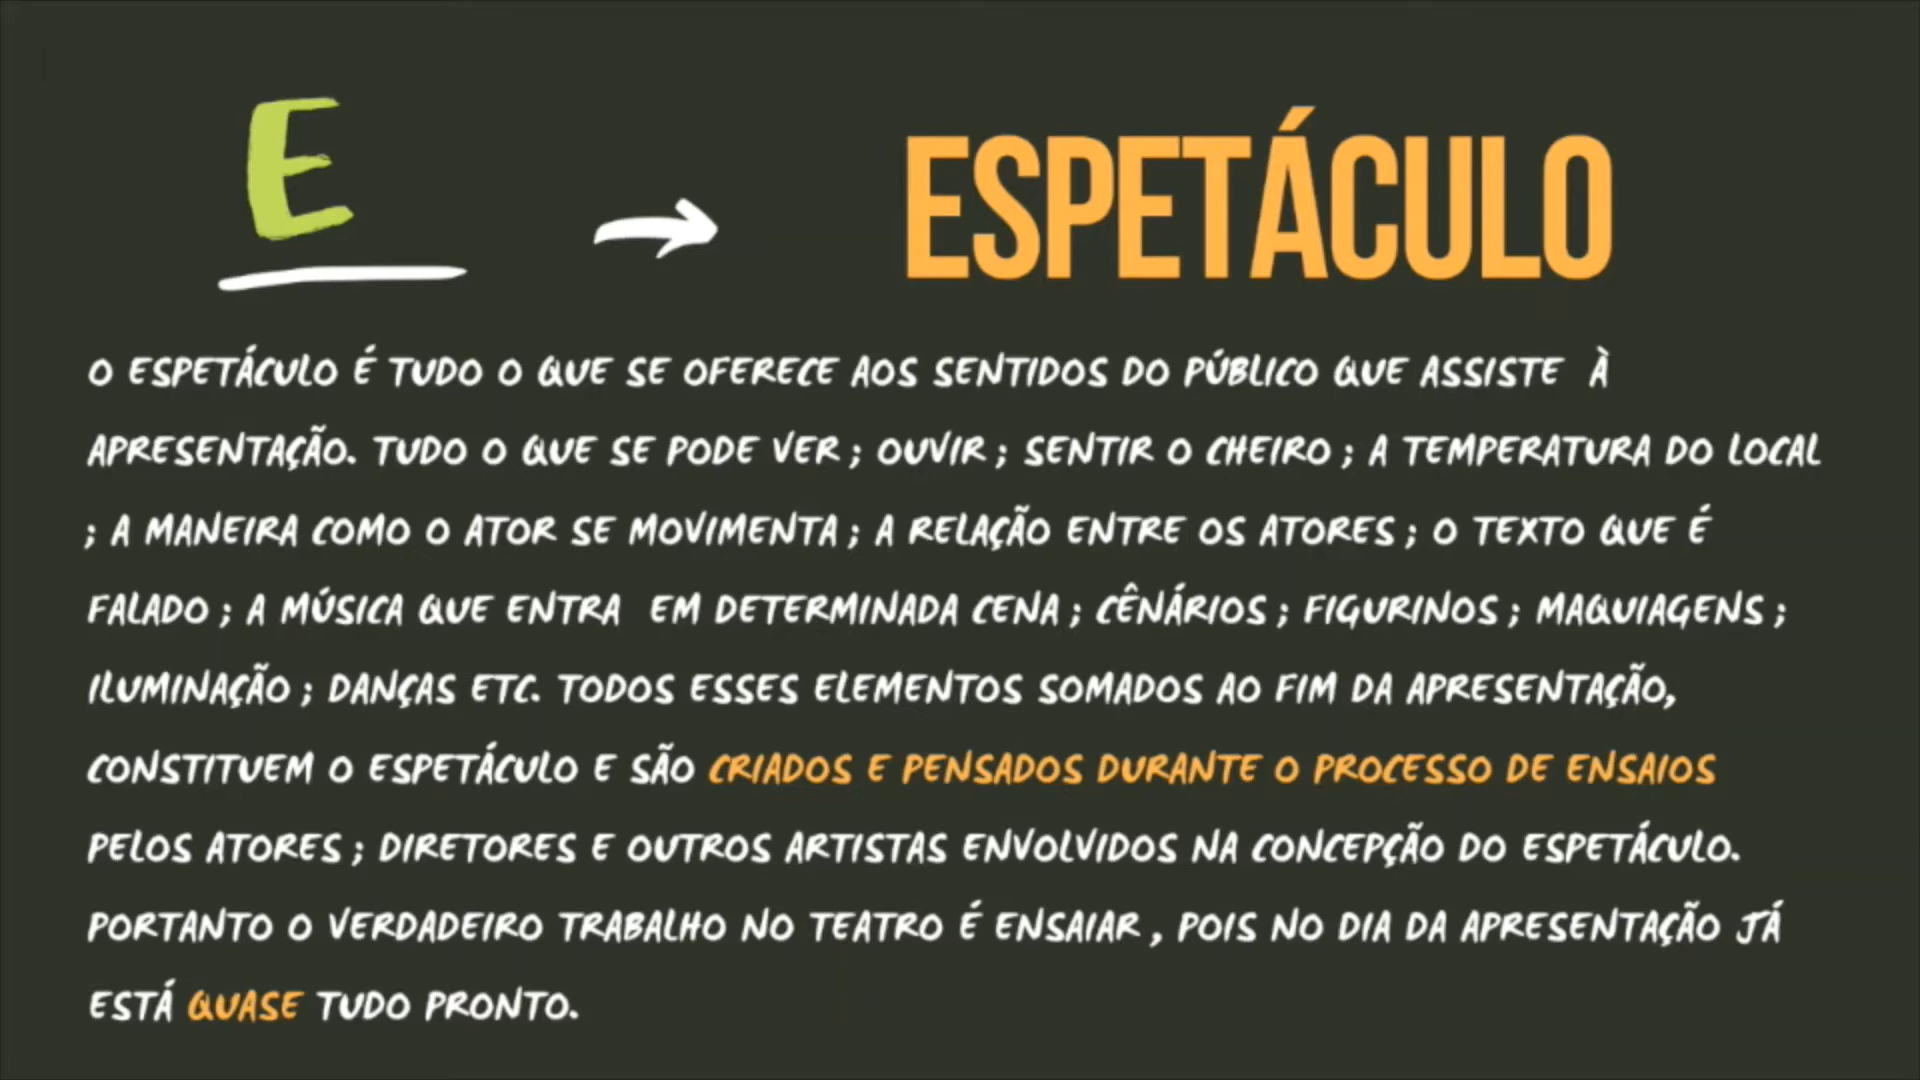 E
ESPETÁCULO
O ESPETÁCULO É TUDO O QUE SE OFERECE AOS SENTIDOS DO PÚBLICO QUE ASSISTE À
APRESENTAÇÃO. TUDO O QUE SE PODE VER ; OUVIR ; SENTIR O CHEIRO ; A TEMPERATURA DO LOCAL
; A MANEIRA COMO O ATOR SE MOVIMENTA ; A RELAÇÃO ENTRE OS ATORES ; O TEXTO QUE É
FALADO ; A MÚSICA QUE ENTRA EM DETERMINADA CENA ; CÊNÁRIOS ; FIGURINOS ; MAQUIAGENS ;
ILUMINAÇÃO ; DANÇAS ETC. TODOS ESSES ELEMENTOS SOMADOS AO FIM DA APRESENTAÇÃO,
CONSTITUEM O ESPETÁCULO E SÃO CRIADOS E PENSADOS DURANTE O PROCESSO DE ENSAIOS
PELOS ATORES ; DIRETORES E OUTROS ARTISTAS ENVOLVIDOS NA CONCEPÇÃO DO ESPETÁCULO.
PORTANTO O VERDADEIRO TRABALHO NO TEATRO É ENSAIAR , POIS NO DIA DA APRESENTAÇÃO JÁ
ESTÁ QUASE TUDO PRONTO.